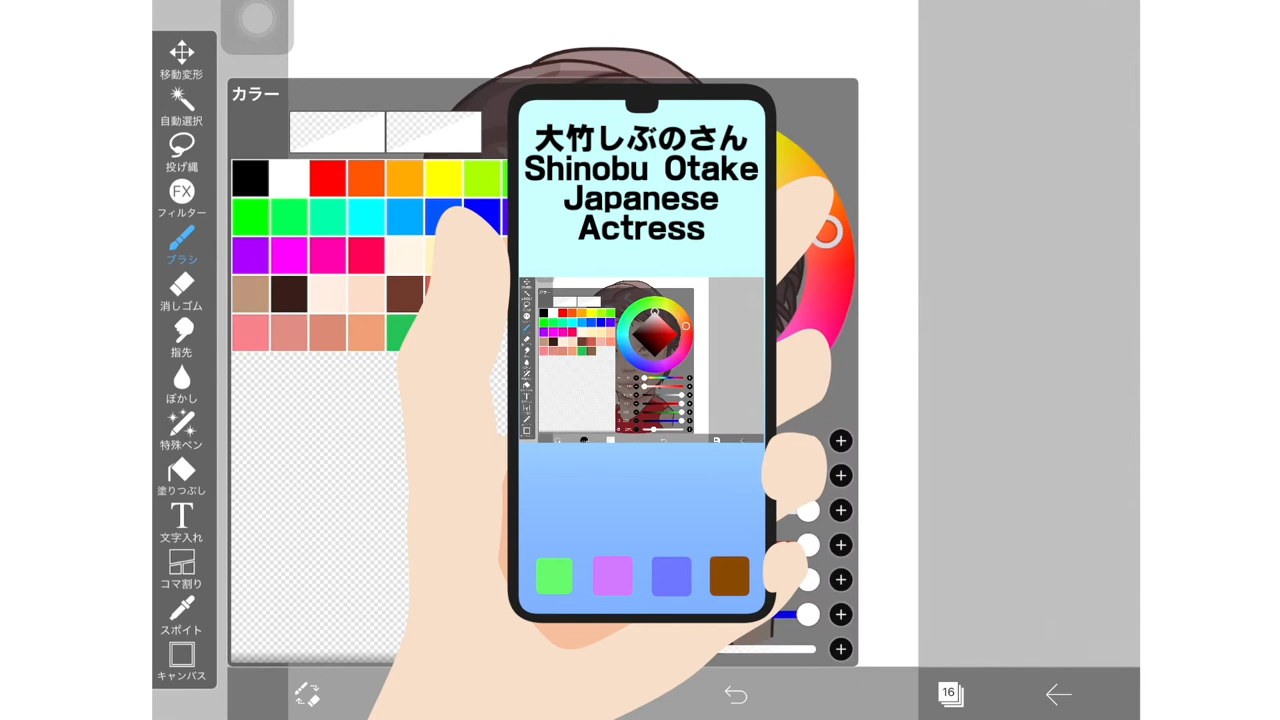 カラー
大竹しぶのさん
Shinobu Otake
Japanese
Actress
移動変形
自動選択
投げ縄
FX
フィルター
ブラシ
消しゴム
指先
ぼかし
特殊ペン
塗りつぶし
T
文字入れ
コマ割り
スポイト
キャンバス
16